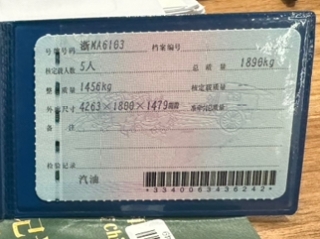 号牌号码 浙KA6103 档案编号
核定载人数 5人 总质量 1890kg
整备质量 1456kg 核定载质量
外廓尺寸 4263×1800×1479mm 准牵引总质量
备注
检验记录
汽油
*3340063436242*